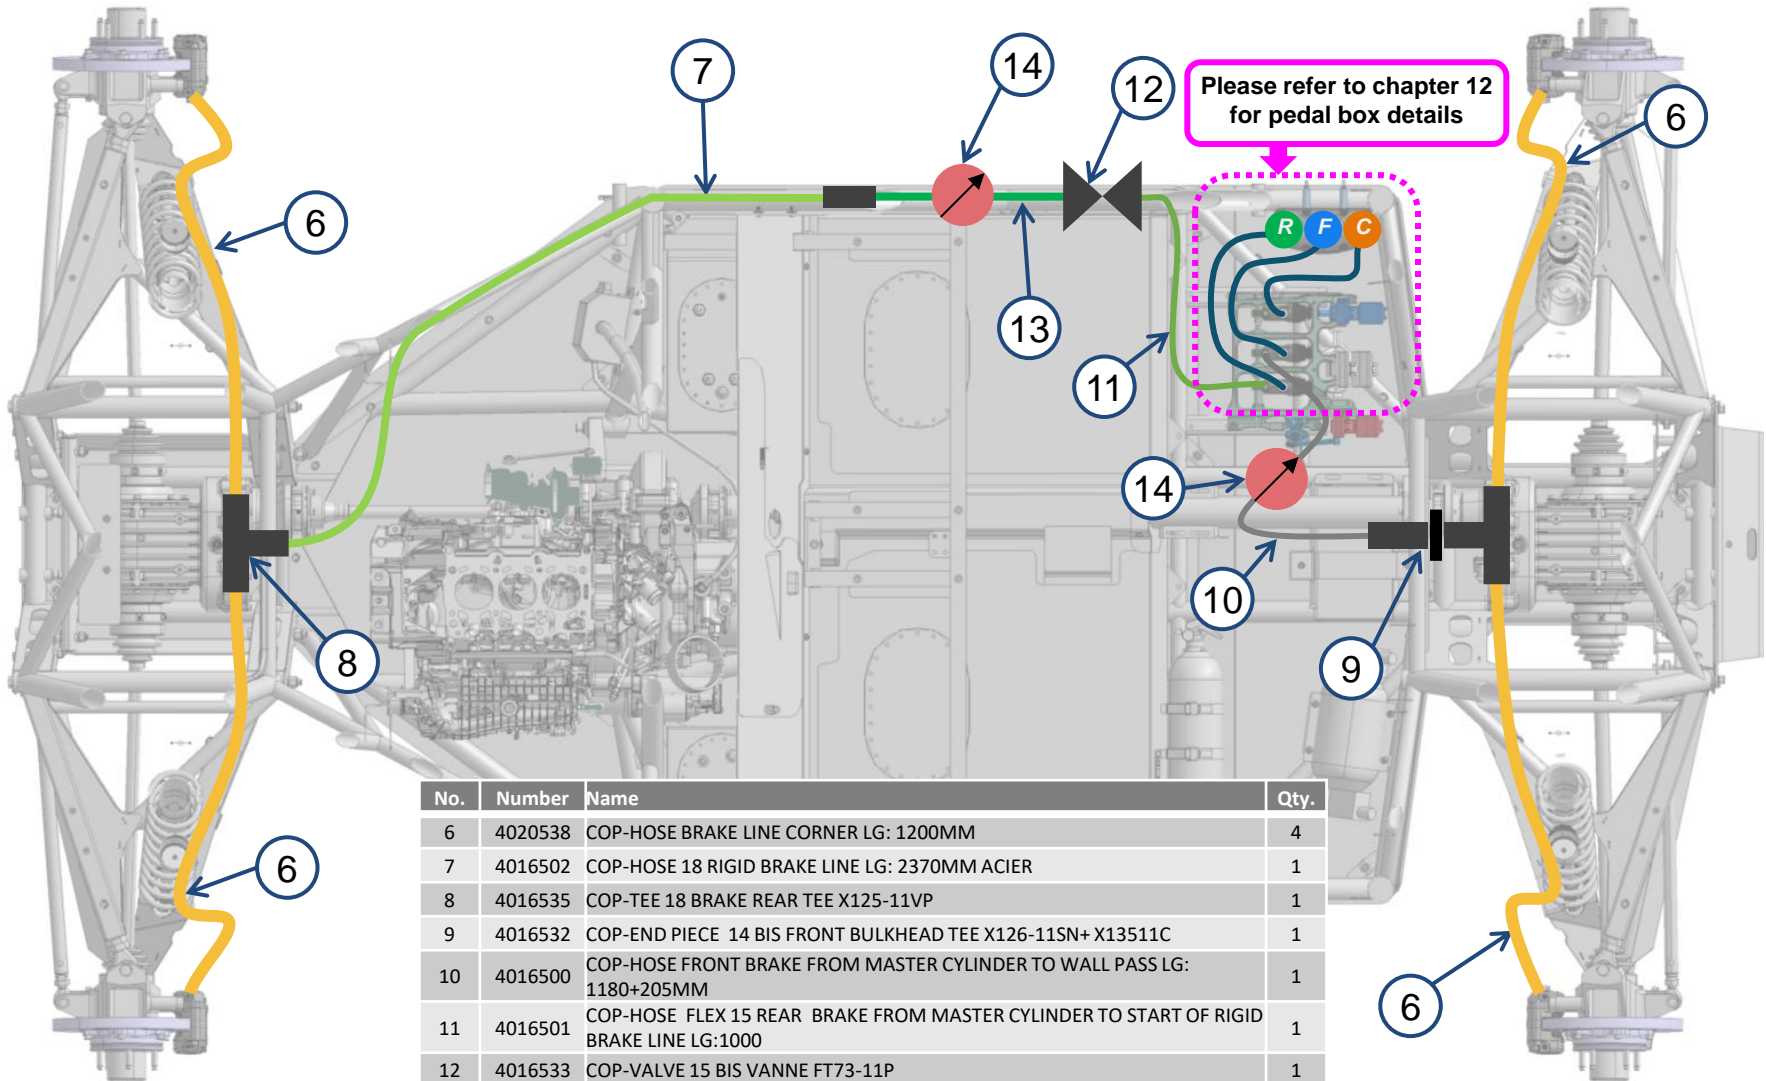 7
14
12
Please refer to chapter 12
for pedal box details
6
6
R F C
13
11
14
10
8
9
6
6
No. Number Name Qty.
6 4020538 COP-HOSE BRAKE LINE CORNER LG: 1200MM 4
7 4016502 COP-HOSE 18 RIGID BRAKE LINE LG: 2370MM ACIER 1
8 4016535 COP-TEE 18 BRAKE REAR TEE X125-11VP 1
9 4016532 COP-END PIECE 14 BIS FRONT BULKHEAD TEE X126-11SN+ X13511C 1
10 4016500 COP-HOSE FRONT BRAKE FROM MASTER CYLINDER TO WALL PASS LG:
1180+205MM 1
11 4016501 COP-HOSE FLEX 15 REAR BRAKE FROM MASTER CYLINDER TO START OF RIGID
BRAKE LINE LG:1000 1
12 4016533 COP-VALVE 15 BIS VANNE FT73-11P 1